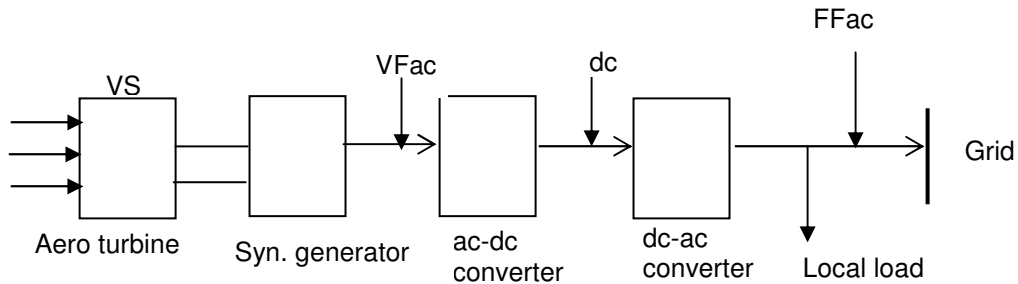 FFac
VS
VFac
dc
Grid
Aero turbine
Syn. generator
ac-dc
converter
dc-ac
converter
Local load